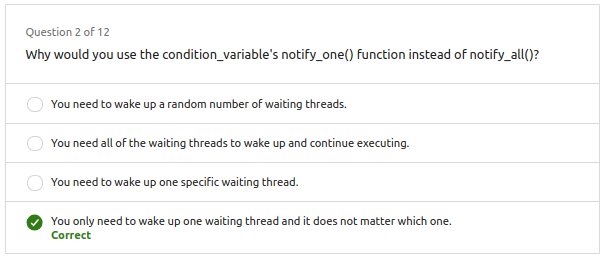 Question 2 of 12
Why would you use the condition_variable's notify_one() function instead of notify_all()?
You need to wake up a random number of waiting threads.
You need all of the waiting threads to wake up and continue executing.
You need to wake up one specific waiting thread.
You only need to wake up one waiting thread and it does not matter which one.
Correct